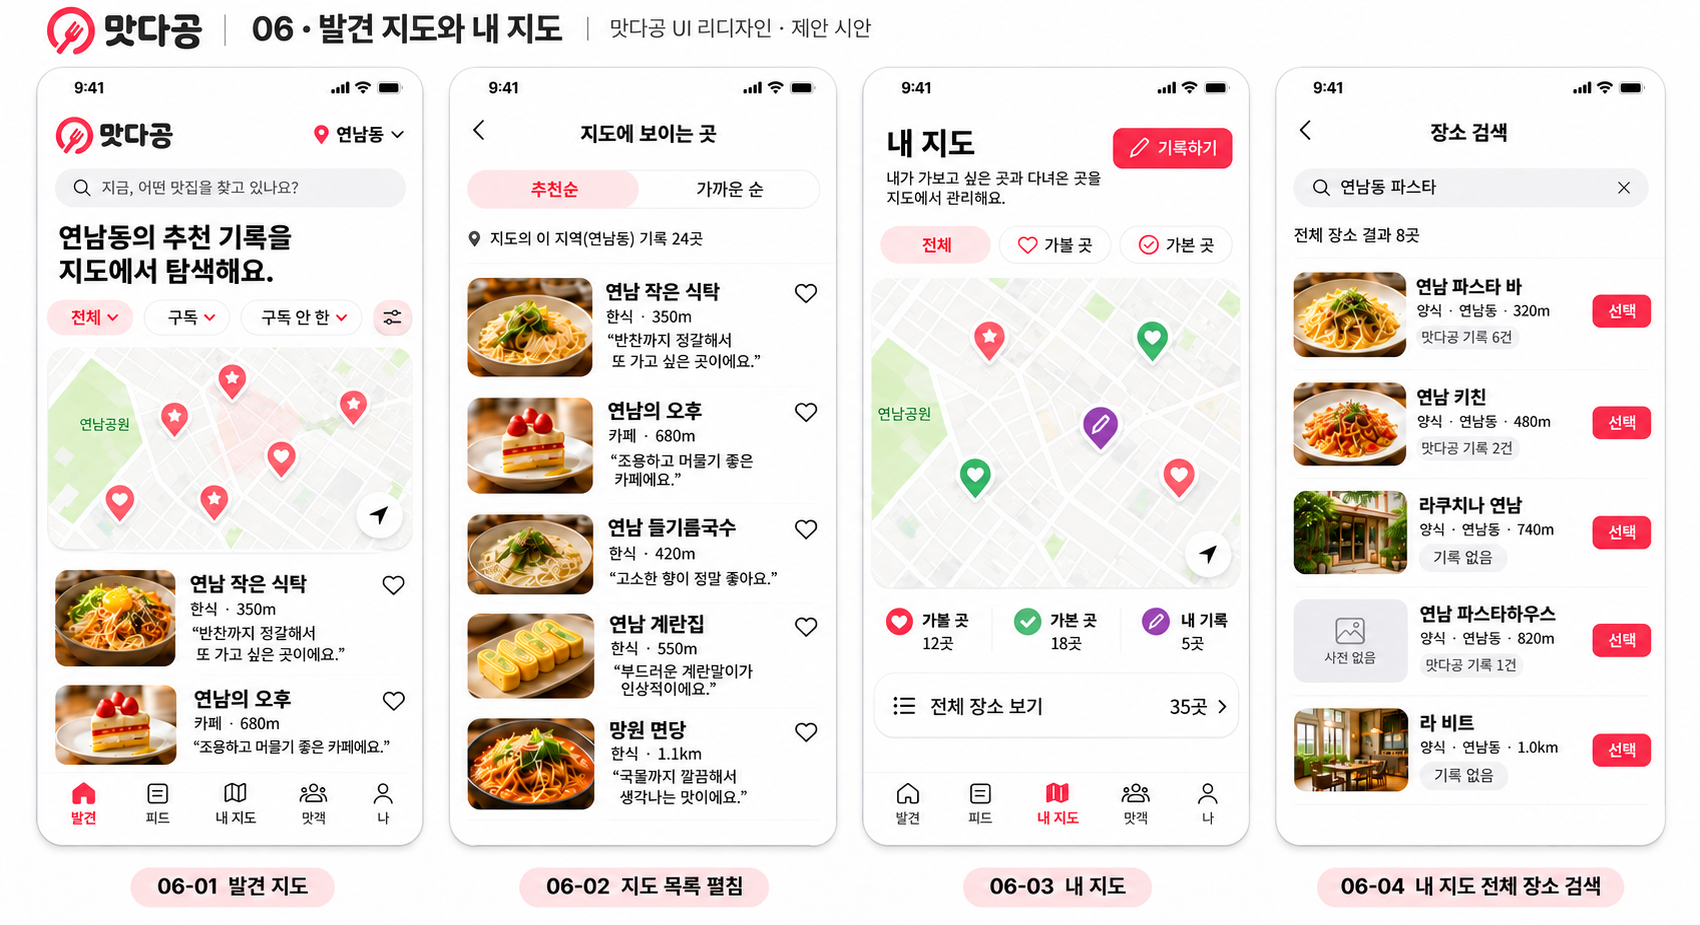 맛다공
06 · 발견 지도와 내 지도
맛다공 UI 리디자인 · 제안 시안
9:41
맛다공
연남동
지금, 어떤 맛집을 찾고 있나요?
연남동의 추천 기록을
지도에서 탐색해요.
전체
구독
구독 안 한
연남공원
연남 작은 식탁
한식 · 350m
“반찬까지 정갈해서
또 가고 싶은 곳이에요.”
연남의 오후
카페 · 680m
“조용하고 머물기 좋은 카페에요.”
발견
피드
내 지도
맛객
나
06-01 발견 지도
9:41
지도에 보이는 곳
추천순
가까운 순
지도의 이 지역(연남동) 기록 24곳
연남 작은 식탁
한식 · 350m
“반찬까지 정갈해서
또 가고 싶은 곳이에요.”
연남의 오후
카페 · 680m
“조용하고 머물기 좋은
카페에요.”
연남 들기름국수
한식 · 420m
“고소한 향이 정말 좋아요.”
연남 계란집
한식 · 550m
“부드러운 계란말이가
인상적이에요.”
망원 면당
한식 · 1.1km
“국물까지 깔끔해서
생각나는 맛이에요.”
06-02 지도 목록 펼침
9:41
내 지도
기록하기
내가 가보고 싶은 곳과 다녀온 곳을
지도에서 관리해요.
전체
가볼 곳
가본 곳
연남공원
가볼 곳
12곳
가본 곳
18곳
내 기록
5곳
전체 장소 보기
35곳
발견
피드
내 지도
맛객
나
06-03 내 지도
9:41
장소 검색
연남동 파스타
전체 장소 결과 8곳
연남 파스타 바
양식 · 연남동 · 320m
맛다공 기록 6건
선택
연남 키친
양식 · 연남동 · 480m
맛다공 기록 2건
선택
라쿠치나 연남
양식 · 연남동 · 740m
기록 없음
선택
사전 없음
연남 파스타하우스
양식 · 연남동 · 820m
맛다공 기록 1건
선택
라 비트
양식 · 연남동 · 1.0km
기록 없음
선택
06-04 내 지도 전체 장소 검색